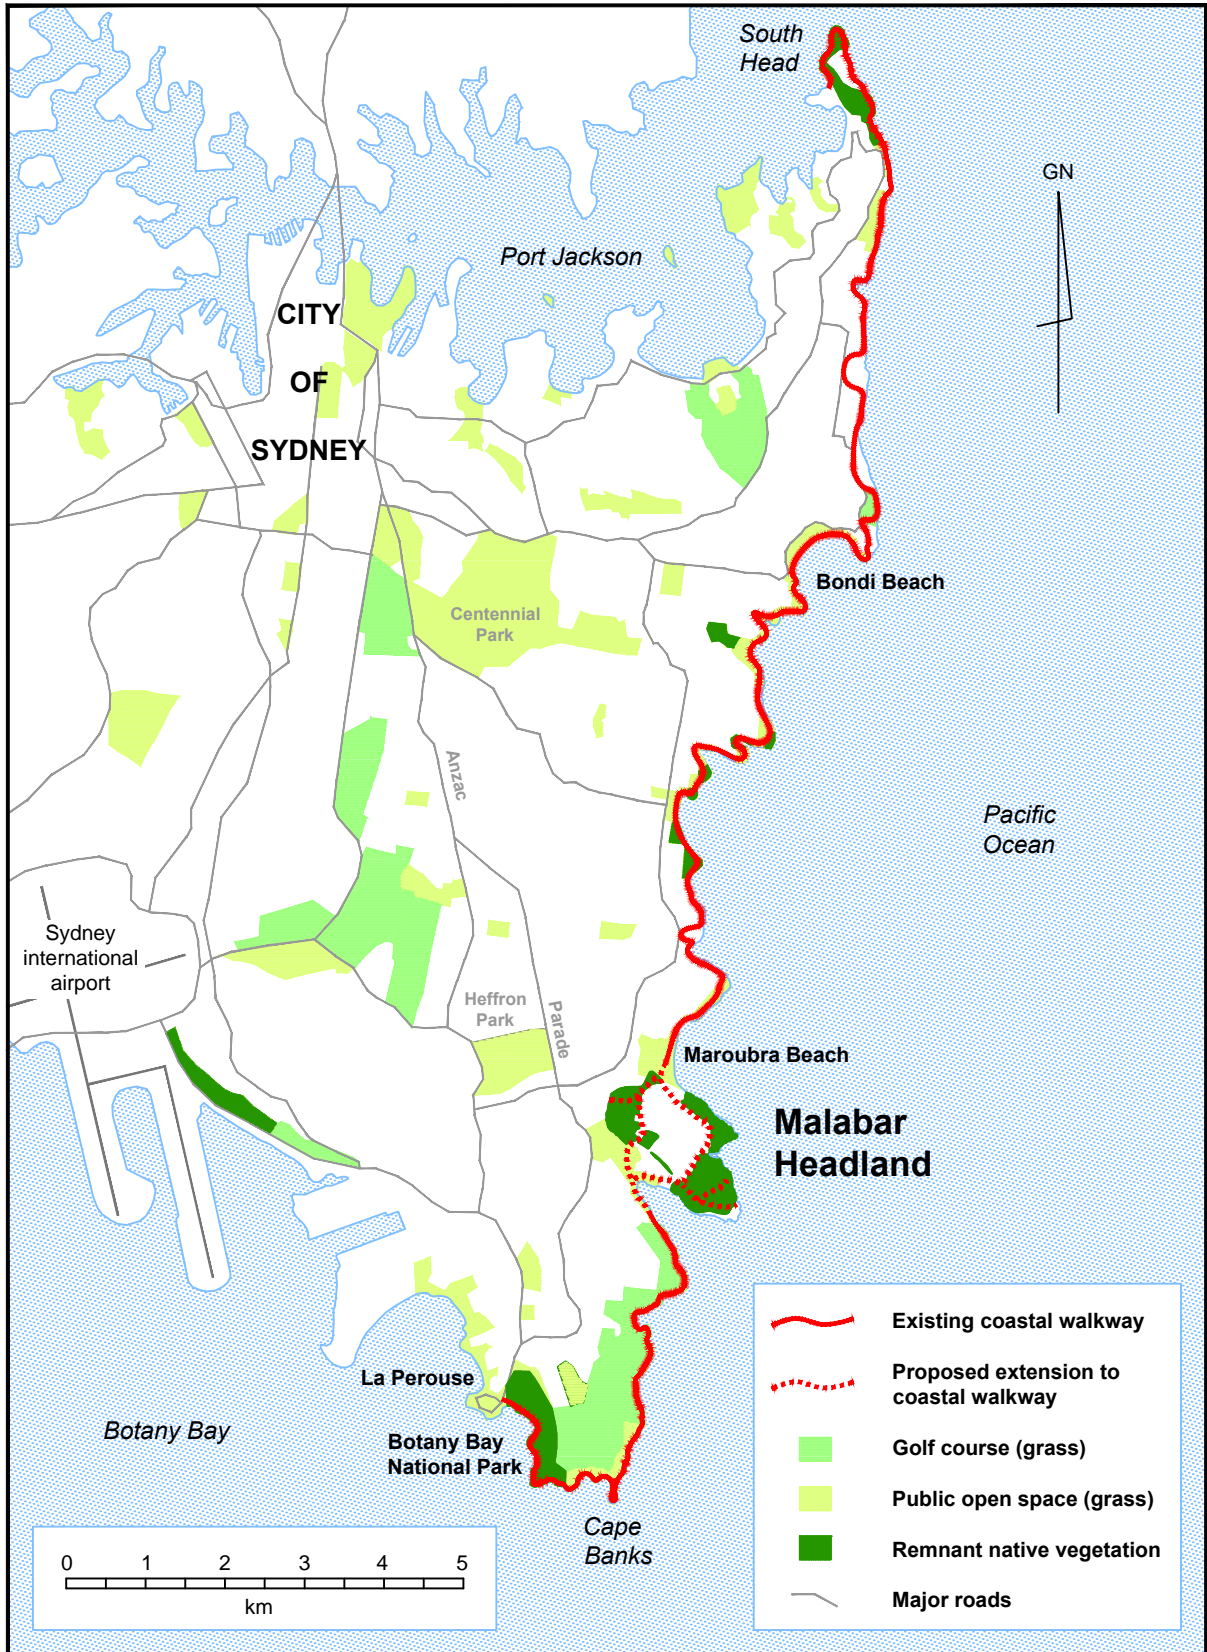 South
Head
GN
Port Jackson
CITY
OF
SYDNEY
Bondi Beach
Centennial
Park
Anzac
Pacific
Ocean
Sydney
international
airport
Heffron
Park
Parade
Maroubra Beach
Malabar
Headland
La Perouse
Botany Bay
Botany Bay
National Park
Cape
Banks
Existing coastal walkway
Proposed extension to
coastal walkway
Golf course (grass)
Public open space (grass)
Remnant native vegetation
Major roads
0 1 2 3 4 5
km